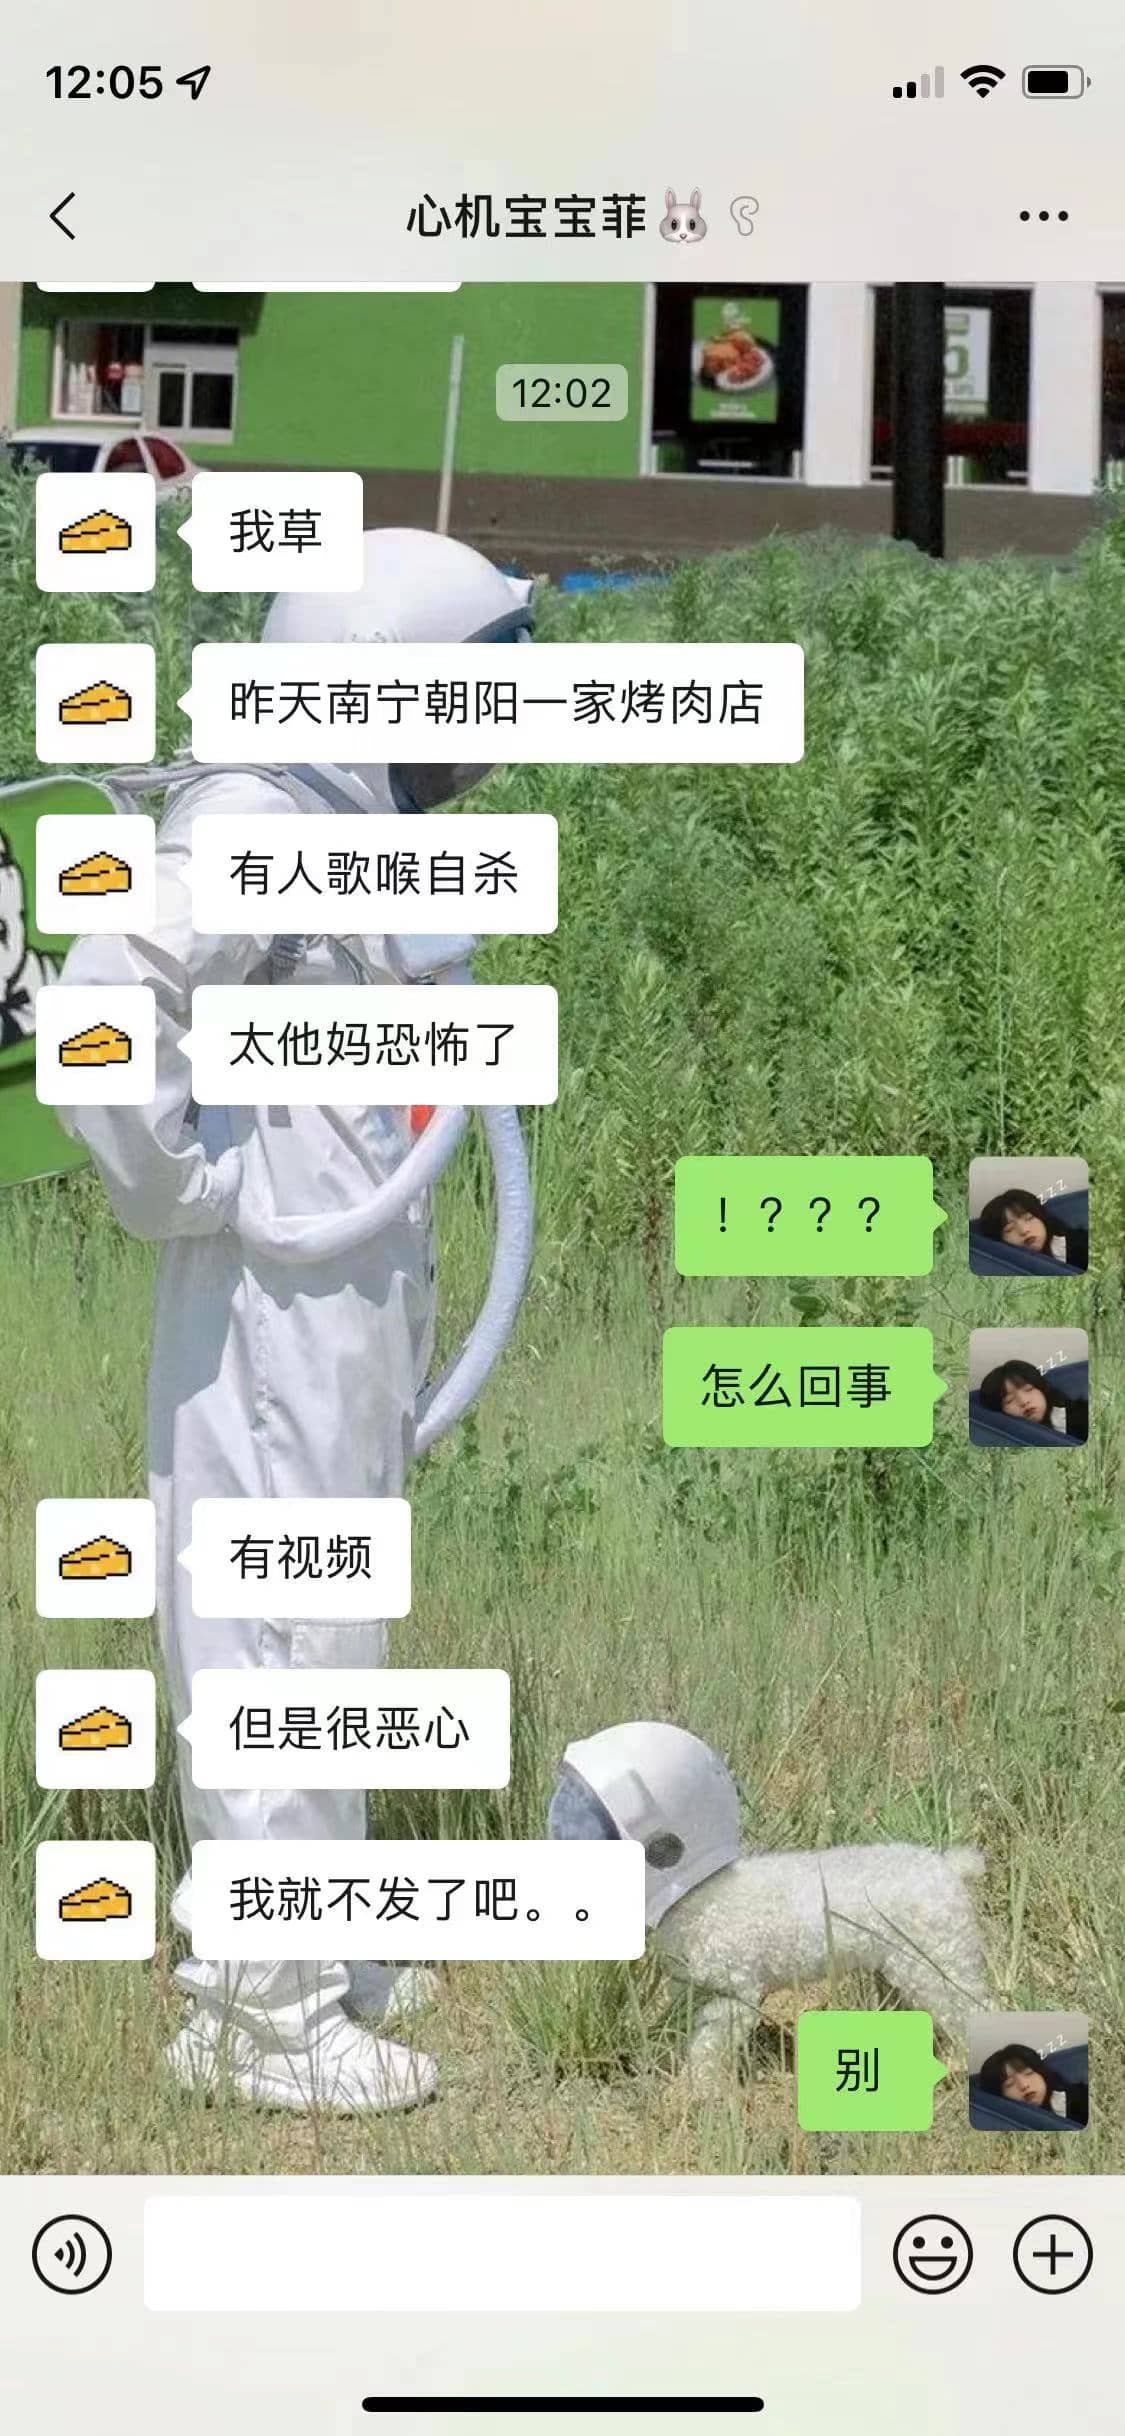 12:05
心机宝宝菲🐰
12:02
我草
昨天南宁朝阳一家烤肉店
有人歌喉自杀
太他妈恐怖了
！？？？
怎么回事
有视频
但是很恶心
我就不发了吧。。
别